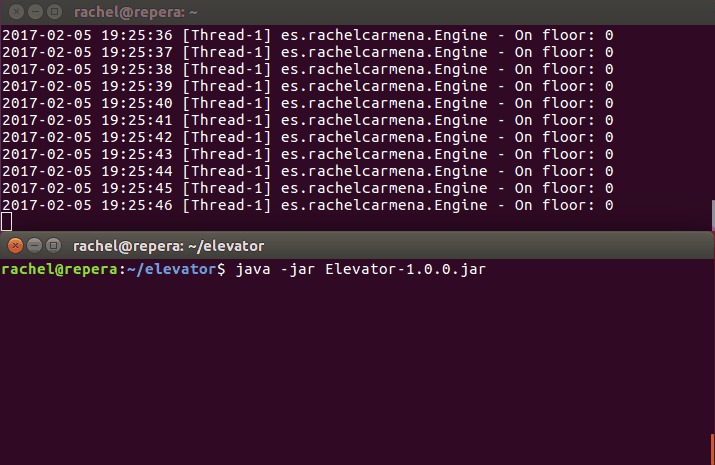 rachel@repera: ~
2017-02-05 19:25:36 [Thread-1] es.rachelcarmena.Engine - On floor: 0
2017-02-05 19:25:37 [Thread-1] es.rachelcarmena.Engine - On floor: 0
2017-02-05 19:25:38 [Thread-1] es.rachelcarmena.Engine - On floor: 0
2017-02-05 19:25:39 [Thread-1] es.rachelcarmena.Engine - On floor: 0
2017-02-05 19:25:40 [Thread-1] es.rachelcarmena.Engine - On floor: 0
2017-02-05 19:25:41 [Thread-1] es.rachelcarmena.Engine - On floor: 0
2017-02-05 19:25:42 [Thread-1] es.rachelcarmena.Engine - On floor: 0
2017-02-05 19:25:43 [Thread-1] es.rachelcarmena.Engine - On floor: 0
2017-02-05 19:25:44 [Thread-1] es.rachelcarmena.Engine - On floor: 0
2017-02-05 19:25:45 [Thread-1] es.rachelcarmena.Engine - On floor: 0
2017-02-05 19:25:46 [Thread-1] es.rachelcarmena.Engine - On floor: 0
rachel@repera: ~/elevator
rachel@repera:~/elevator$ java -jar Elevator-1.0.0.jar